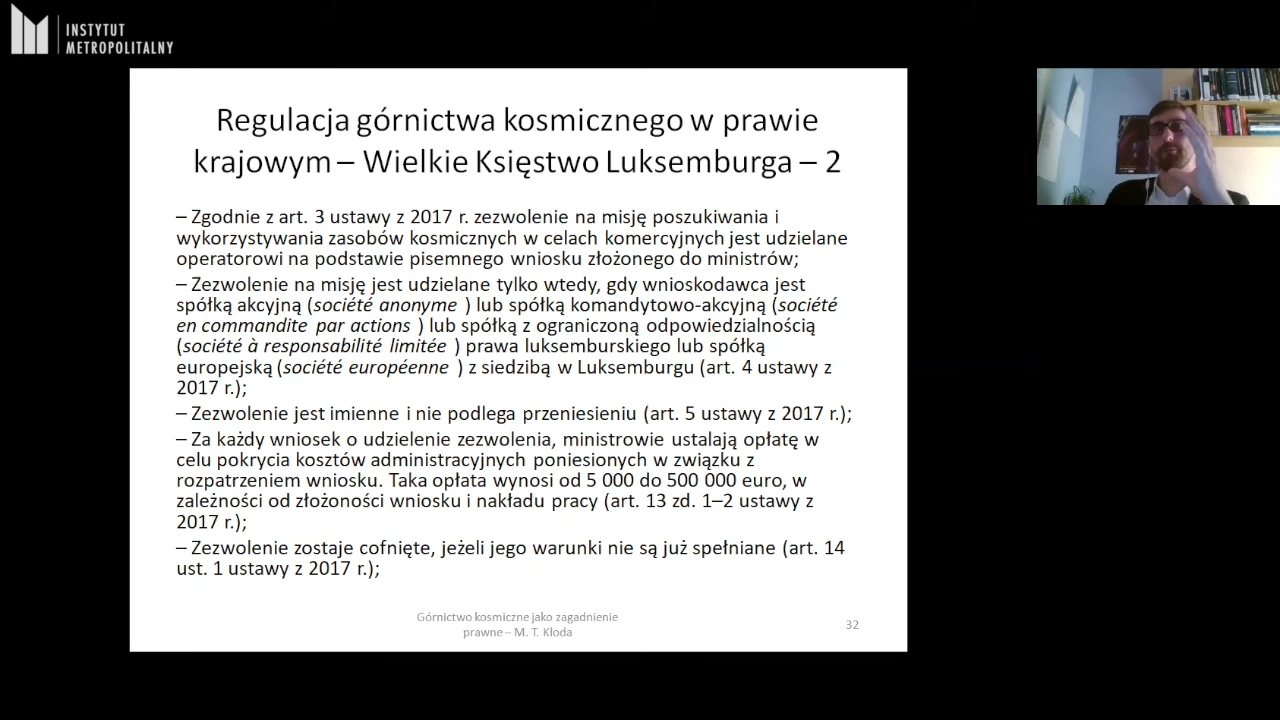 INSTYTUT
METROPOLITALNY
Regulacja górnictwa kosmicznego w prawie
krajowym – Wielkie Księstwo Luksemburga – 2
– Zgodnie z art. 3 ustawy z 2017 r. zezwolenie na misję poszukiwania i
wykorzystywania zasobów kosmicznych w celach komercyjnych jest udzielane
operatorowi na podstawie pisemnego wniosku złożonego do ministrów;
– Zezwolenie na misję jest udzielane tylko wtedy, gdy wnioskodawca jest
spółką akcyjną (société anonyme ) lub spółką komandytowo-akcyjną (société
en commandite par actions ) lub spółką z ograniczoną odpowiedzialnością
(société à responsabilité limitée ) prawa luksemburskiego lub spółką
europejską (société européenne ) z siedzibą w Luksemburgu (art. 4 ustawy z
2017 r.);
– Zezwolenie jest imienne i nie podlega przeniesieniu (art. 5 ustawy z 2017 r.);
– Za każdy wniosek o udzielenie zezwolenia, ministrowie ustalają opłatę w
celu pokrycia kosztów administracyjnych poniesionych w związku z
rozpatrzeniem wniosku. Taka opłata wynosi od 5 000 do 500 000 euro, w
zależności od złożoności wniosku i nakładu pracy (art. 13 zd. 1–2 ustawy z
2017 r.);
– Zezwolenie zostaje cofnięte, jeżeli jego warunki nie są już spełniane (art. 14
ust. 1 ustawy z 2017 r.);
Górnictwo kosmiczne jako zagadnienie
prawne – M. T. Kłoda
32